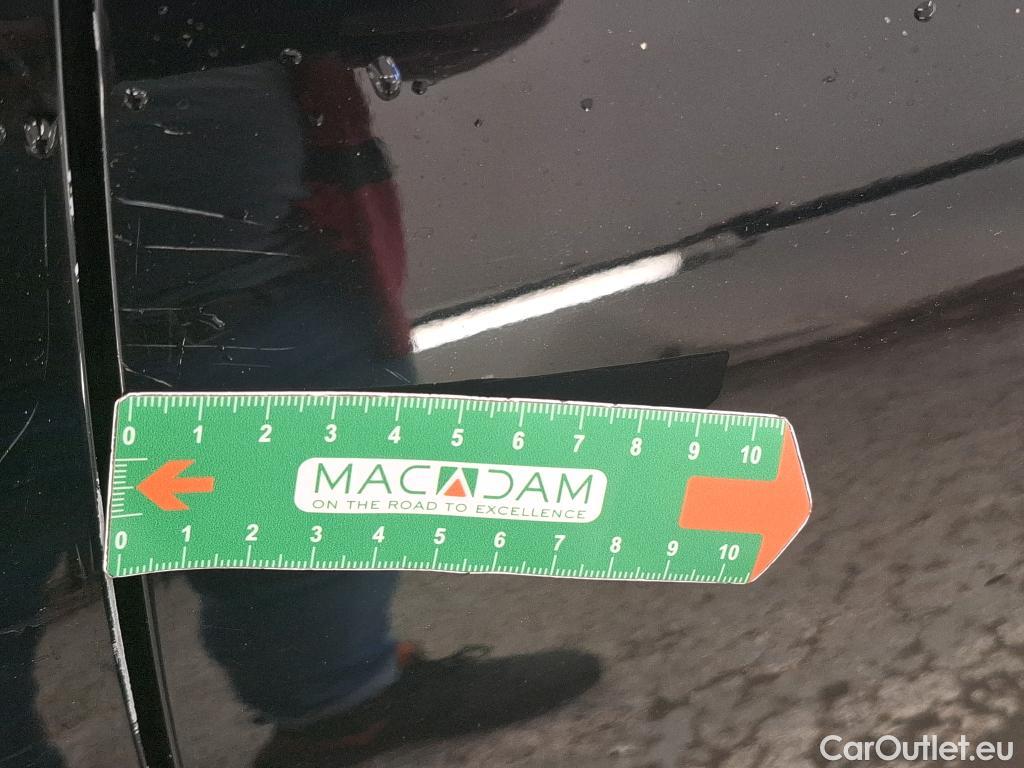 0 1 2 3 4 5 6 7 8 9 10
MACADAM
ON THE ROAD TO EXCELLENCE
0 1 2 3 4 5 6 7 8 9 10
CarOutlet.eu